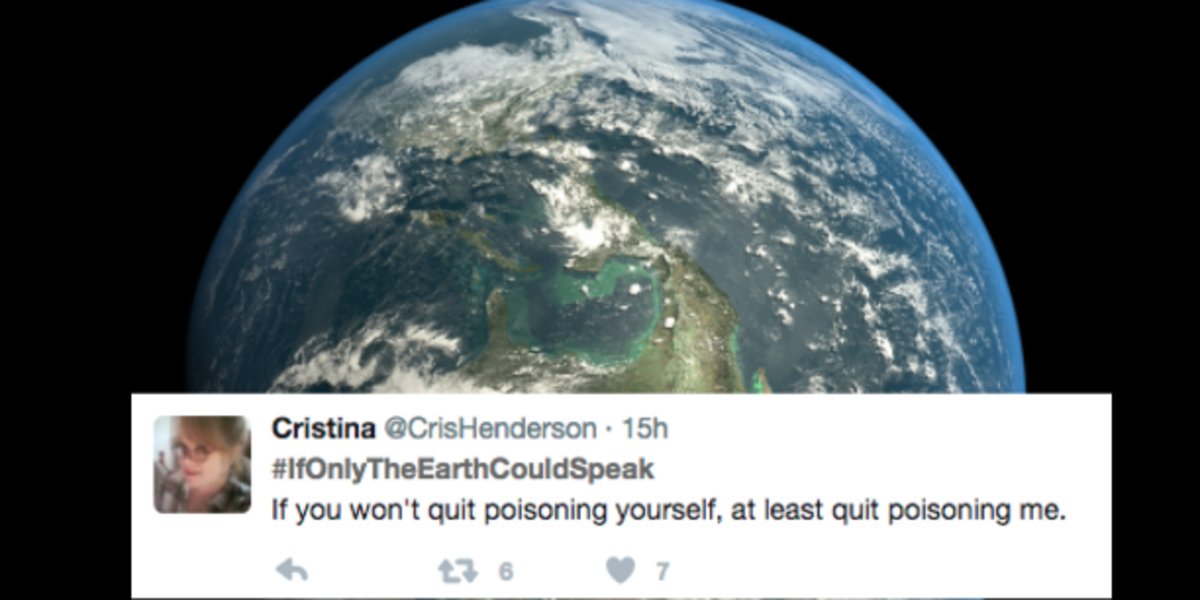 Cristina @CrisHenderson · 15h
#IfOnlyTheEarthCouldSpeak
If you won't quit poisoning yourself, at least quit poisoning me.
6 7